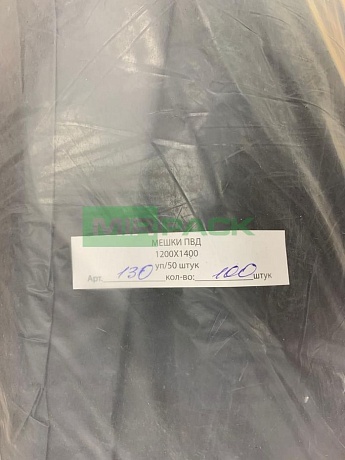 МЕШКИ ПВД
1200Х1400
уп/50 штук
Арт. 130 кол-во: 100 штук